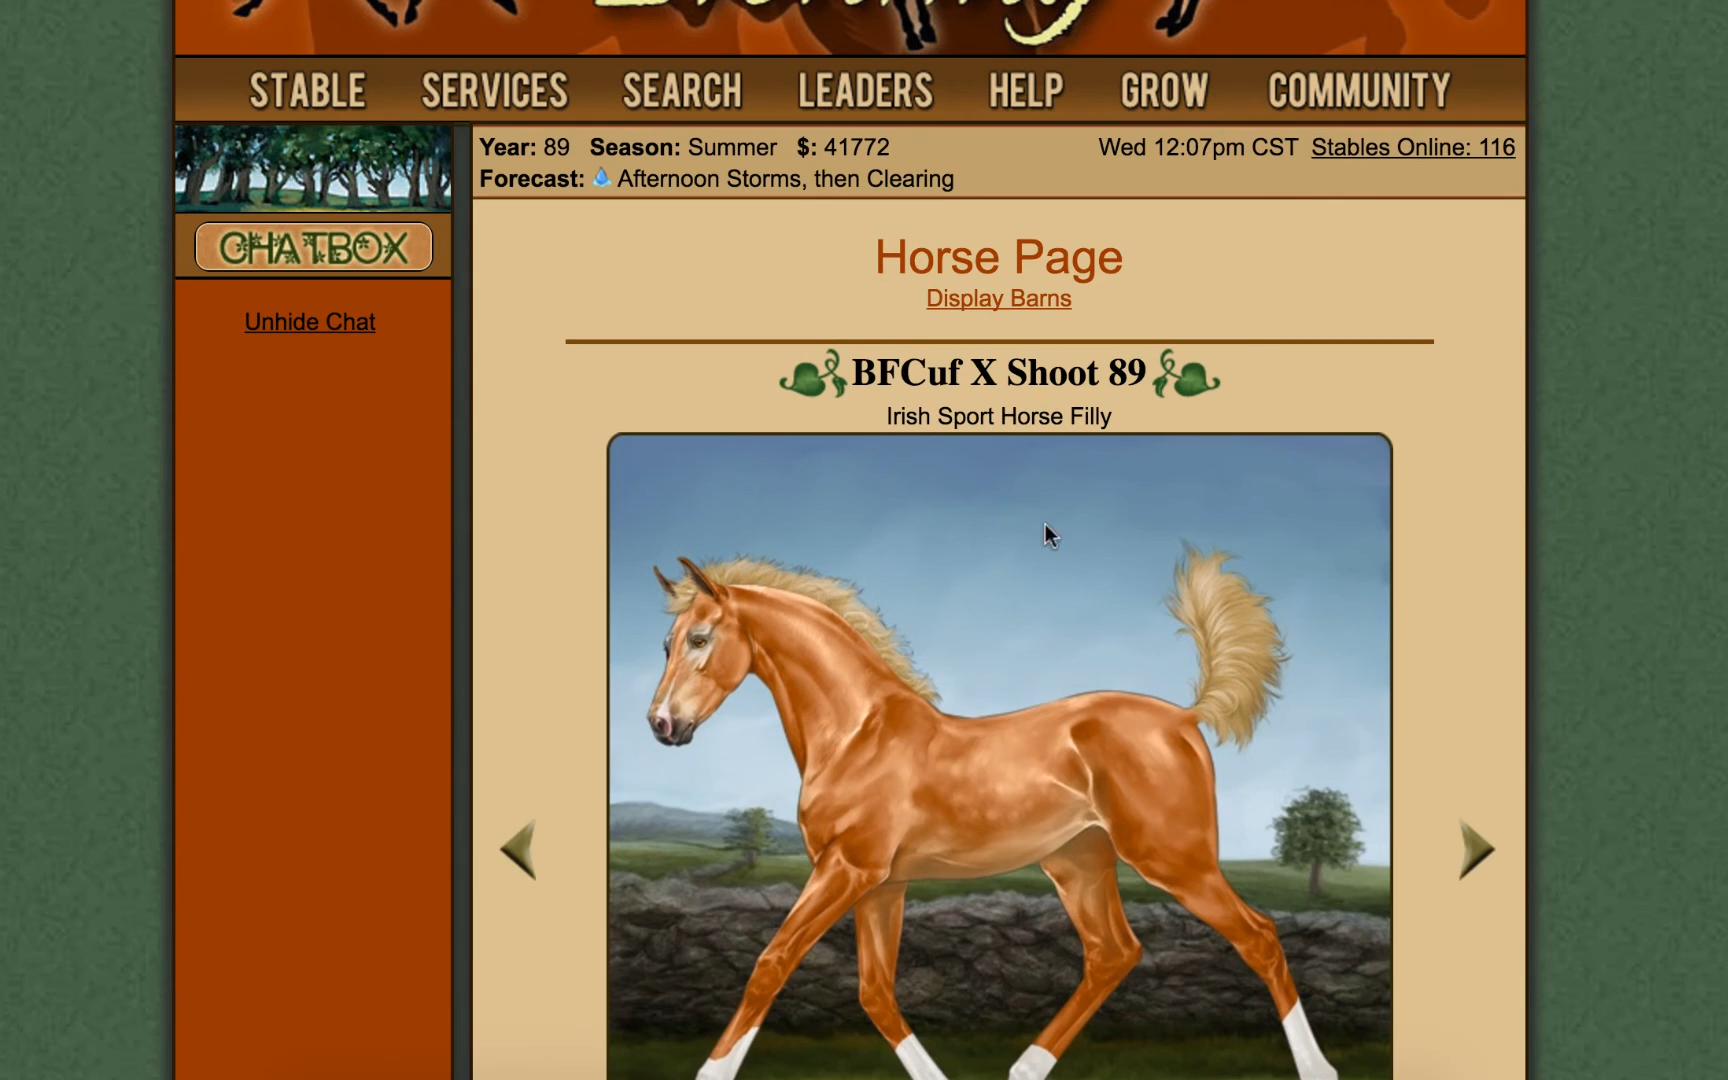 STABLE SERVICES SEARCH LEADERS HELP GROW COMMUNITY
Year: 89 Season: Summer $: 41772 Wed 12:07pm CST Stables Online: 116
Forecast: Afternoon Storms, then Clearing
CHATBOX
Unhide Chat
Horse Page
Display Barns
BFCuf X Shoot 89
Irish Sport Horse Filly